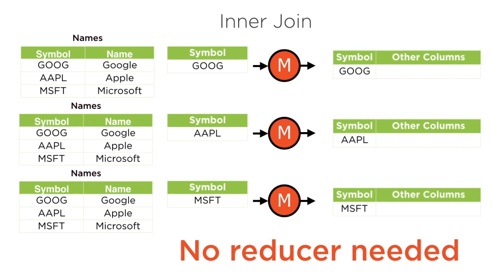 Inner Join
Names
Symbol Name
GOOG Google
AAPL Apple
MSFT Microsoft
Symbol
GOOG
M
Symbol Other Columns
GOOG
Names
Symbol Name
GOOG Google
AAPL Apple
MSFT Microsoft
Symbol
AAPL
M
Symbol Other Columns
AAPL
Names
Symbol Name
GOOG Google
AAPL Apple
MSFT Microsoft
Symbol
MSFT
M
Symbol Other Columns
MSFT
No reducer needed